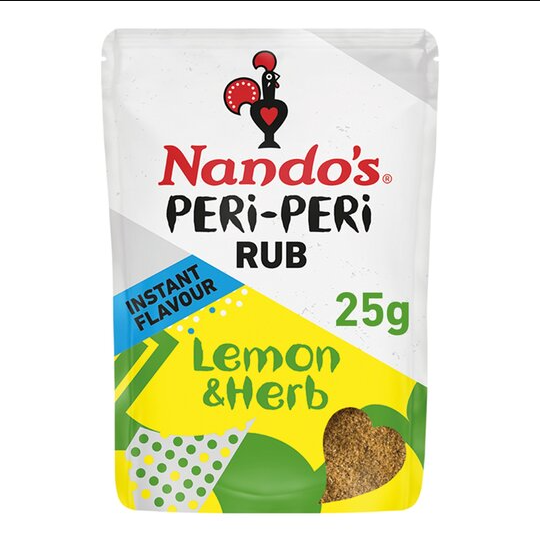 Nando's®
PERi-PERi
RUB
INSTANT
FLAVOUR
25g
Lemon
&Herb